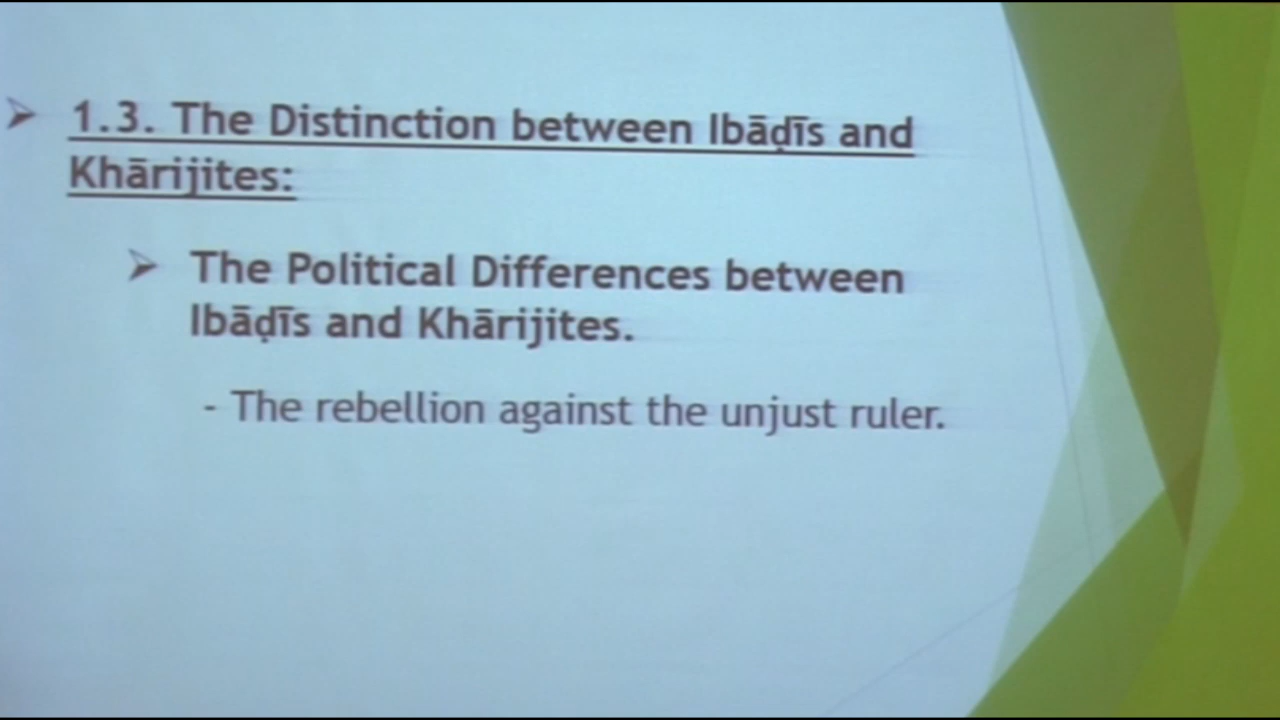 1.3. The Distinction between Ibāḍīs and
Khārijites:
The Political Differences between
Ibāḍīs and Khārijites.
- The rebellion against the unjust ruler.